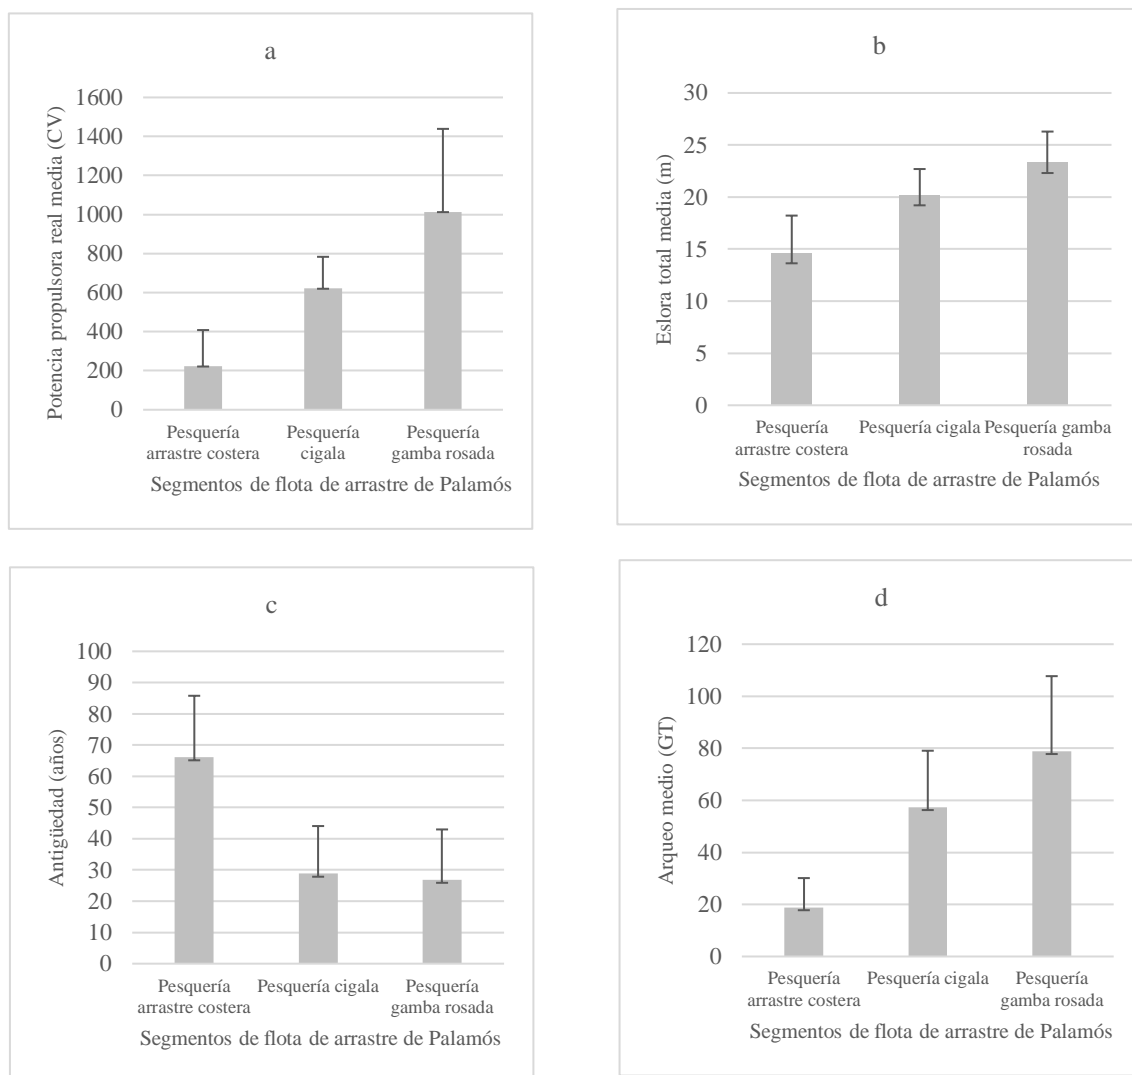 a
Potencia propulsora real media (CV)
1600
1400
1200
1000
800
600
400
200
0
Pesquería
arrastre costera
Pesquería
cigala
Pesquería
gamba rosada
Segmentos de flota de arrastre de Palamós
b
Eslora total media (m)
30
25
20
15
10
5
0
Pesquería
arrastre costera
Pesquería cigala
Pesquería gamba
rosada
Segmentos de flota de arrastre de Palamós
c
Antigüedad (años)
100
90
80
70
60
50
40
30
20
10
0
Pesquería
arrastre costera
Pesquería cigala
Pesquería
gamba rosada
Segmentos de flota de arrastre de Palamós
d
Arqueo medio (GT)
120
100
80
60
40
20
0
Pesquería
arrastre costera
Pesquería cigala
Pesquería
gamba rosada
Segmentos de flota de arrastre de Palamós